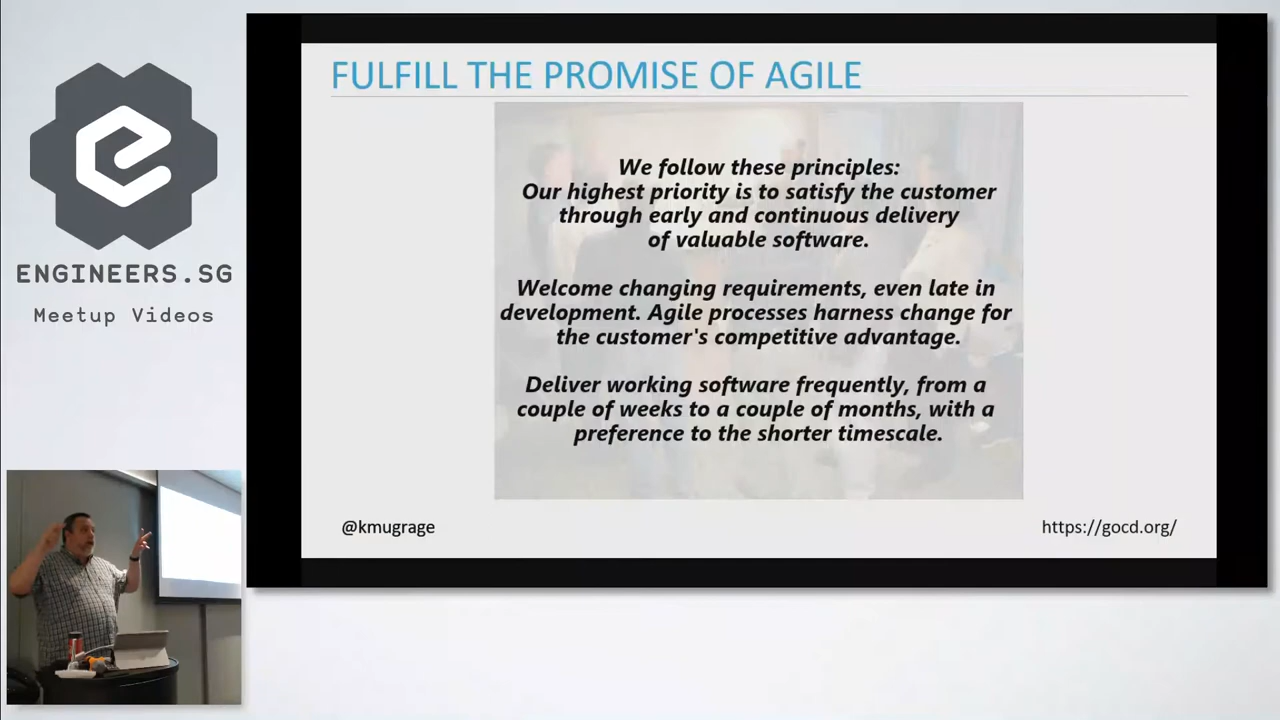 ENGINEERS.SG
Meetup Videos
FULFILL THE PROMISE OF AGILE
We follow these principles:
Our highest priority is to satisfy the customer
through early and continuous delivery
of valuable software.
Welcome changing requirements, even late in
development. Agile processes harness change for
the customer's competitive advantage.
Deliver working software frequently, from a
couple of weeks to a couple of months, with a
preference to the shorter timescale.
@kmugrage
https://gocd.org/